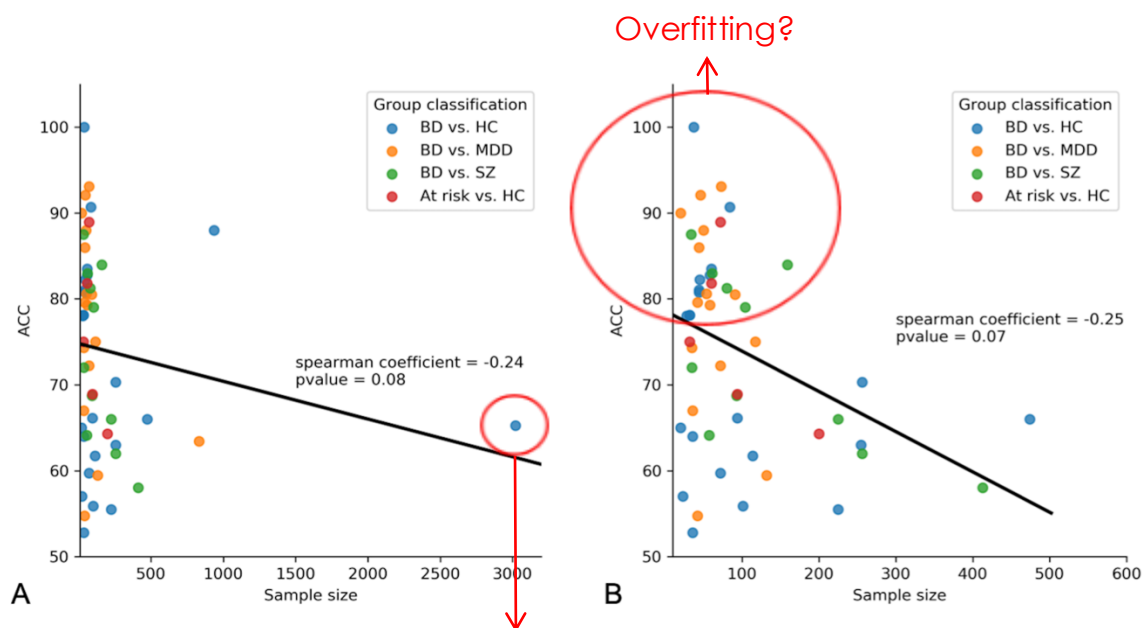 Overfitting?
Group classification
BD vs. HC
BD vs. MDD
BD vs. SZ
At risk vs. HC
100
90
80
70
60
50
ACC
spearman coefficient = -0.24
pvalue = 0.08
500
1000
1500
2000
2500
3000
Sample size
A
Group classification
BD vs. HC
BD vs. MDD
BD vs. SZ
At risk vs. HC
100
90
80
70
60
50
ACC
spearman coefficient = -0.25
pvalue = 0.07
100
200
300
400
500
600
Sample size
B